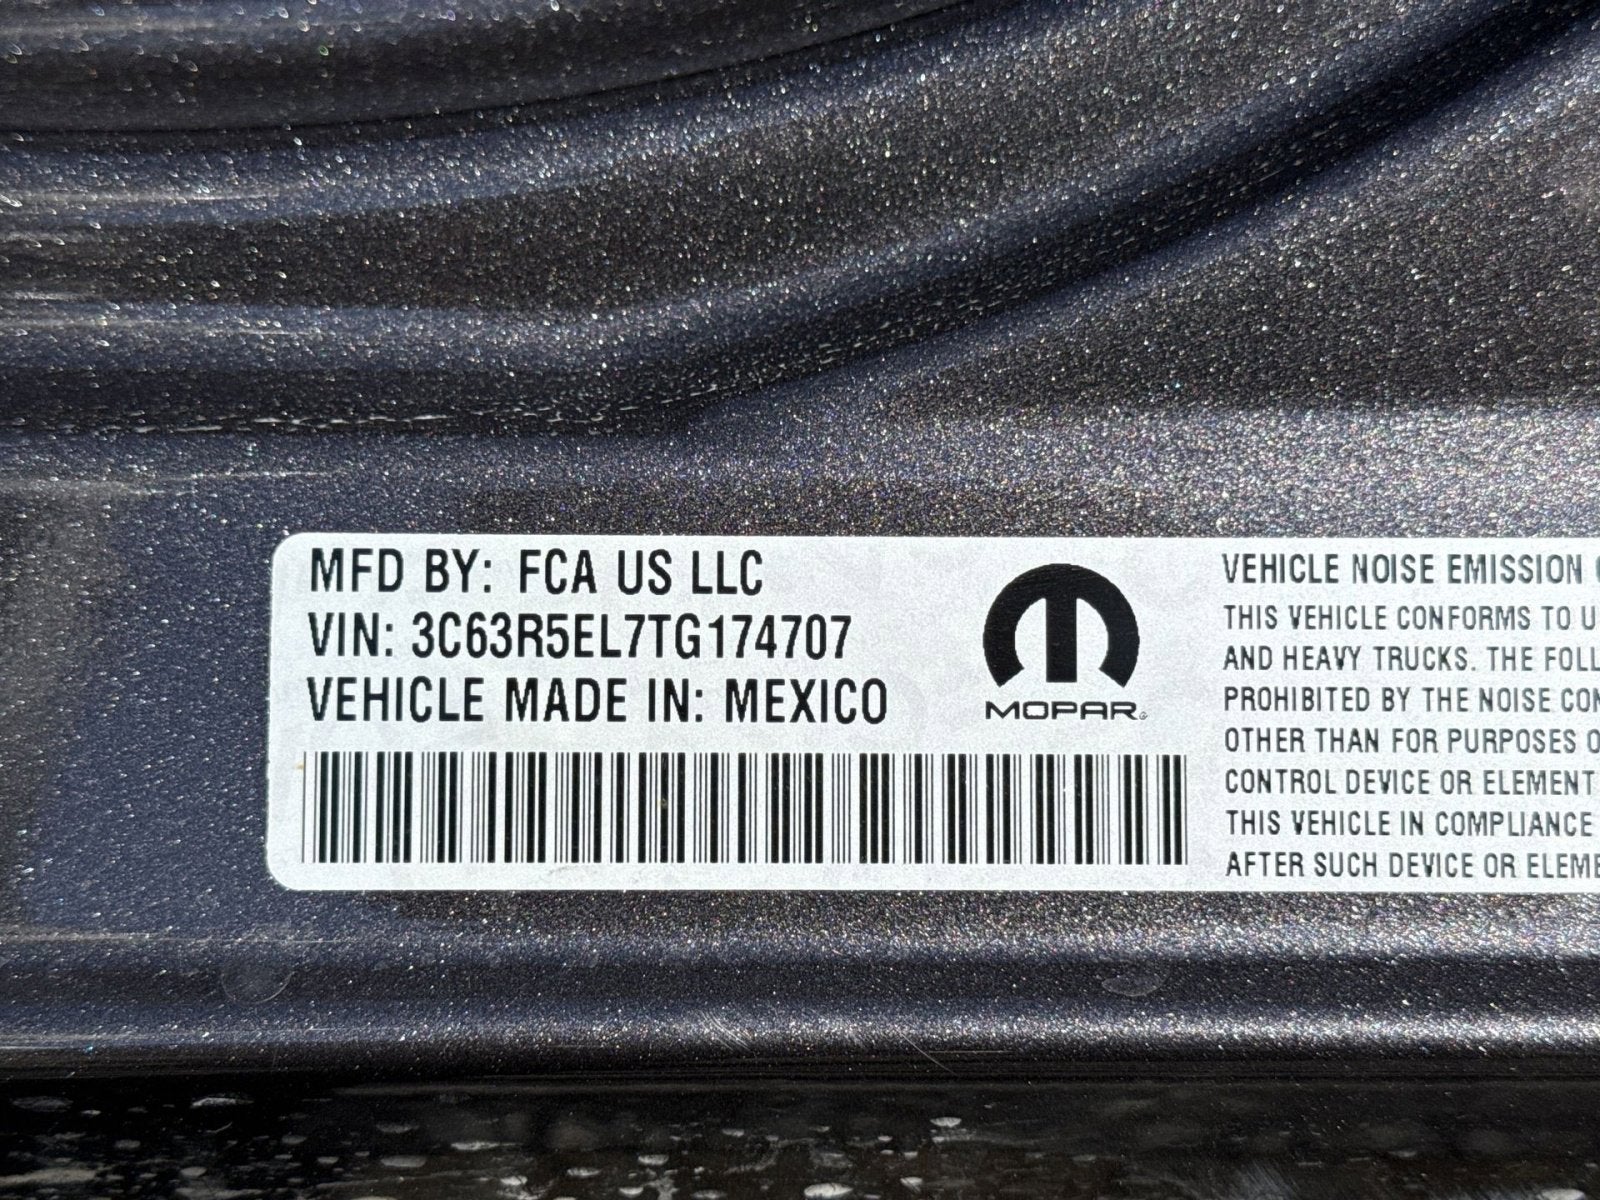 MFD BY: FCA US LLC
VIN: 3C63R5EL7TG174707
VEHICLE MADE IN: MEXICO
MOPAR
VEHICLE NOISE EMISSION
THIS VEHICLE CONFORMS TO
AND HEAVY TRUCKS. THE
PROHIBITED BY THE NOISE
OTHER THAN FOR PURPOSES
CONTROL DEVICE OR ELEMENT
THIS VEHICLE IN COMPLIANCE
AFTER SUCH DEVICE OR